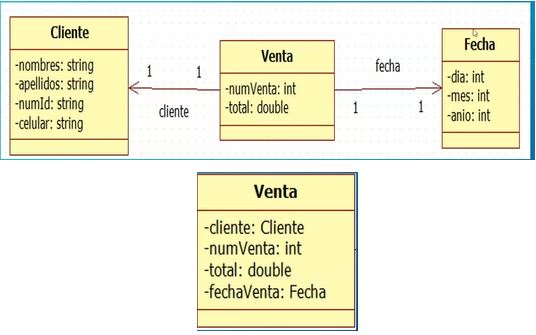 Cliente
-nombres: string
-apellidos: string
-numId: string
-celular: string
1
1
cliente
Venta
-numVenta: int
-total: double
fecha
1
1
Fecha
-dia: int
-mes: int
-anio: int
Venta
-cliente: Cliente
-numVenta: int
-total: double
-fechaVenta: Fecha